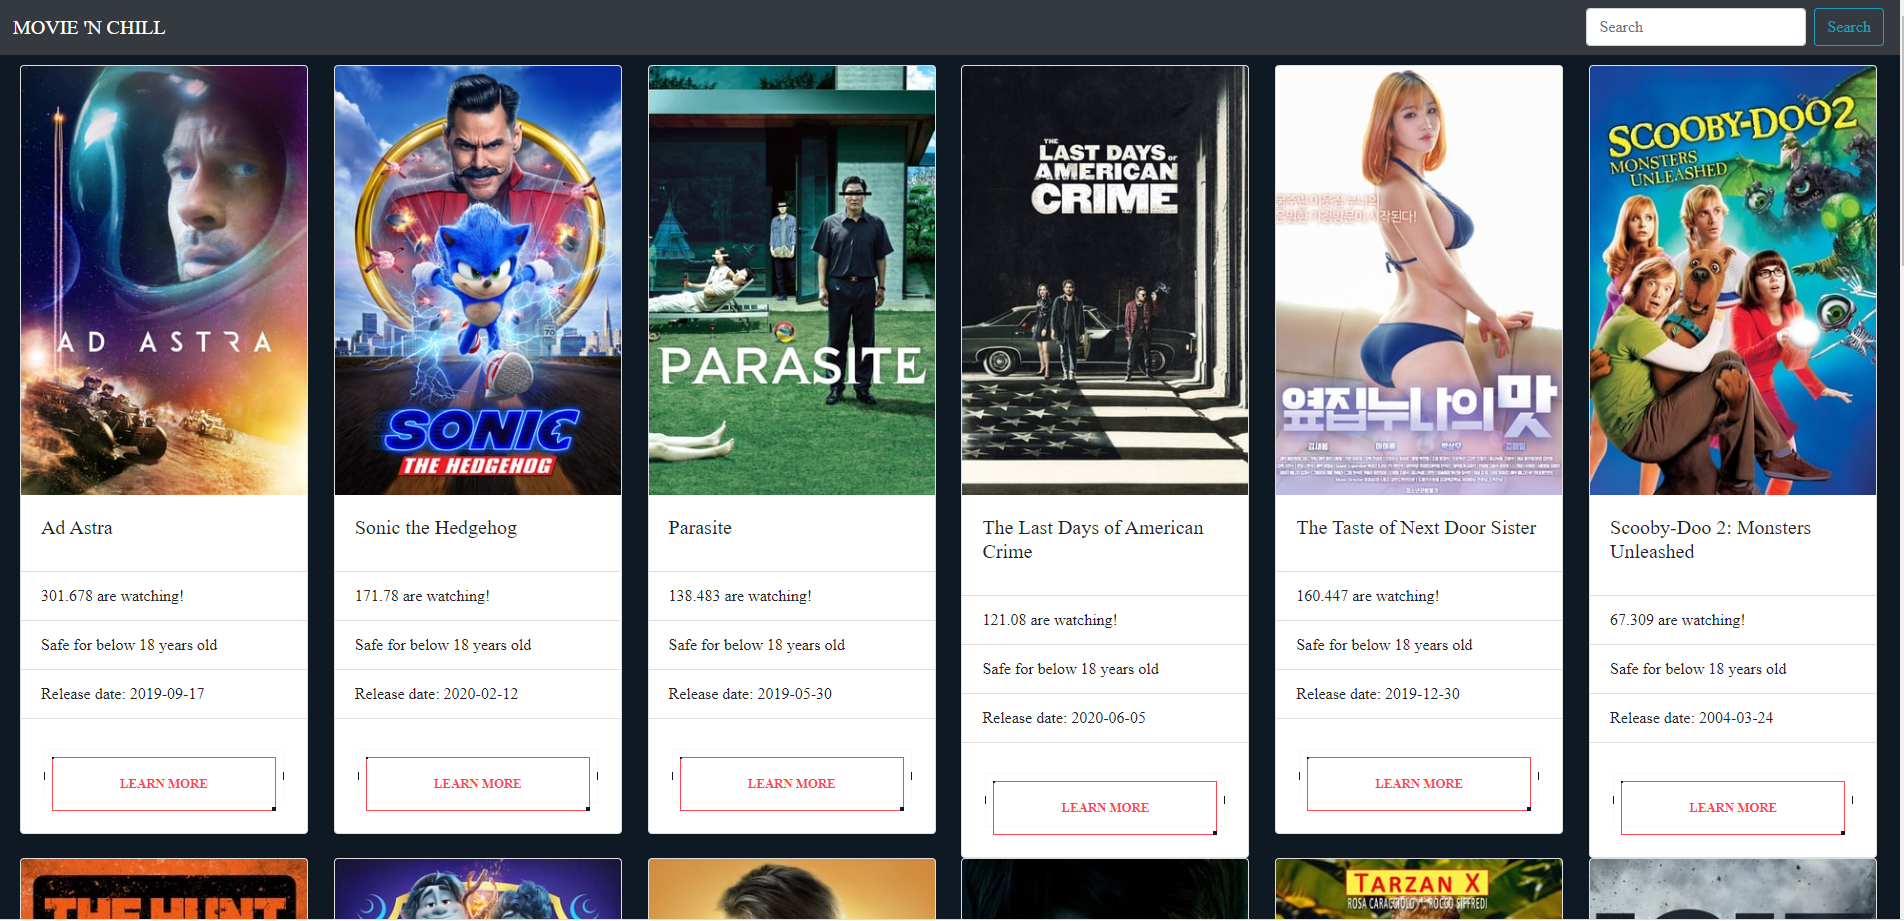 MOVIE 'N CHILL
Search
Search
AD ASTRA
70
SONIC
THE HEDGEHOG
PARASITE
THE
LAST DAYS OF
AMERICAN
CRIME
옆집누나의맛
SCOOBY-DOO 2
MONSTERS
UNLEASHED
Ad Astra
301.678 are watching!
Safe for below 18 years old
Release date: 2019-09-17
LEARN MORE
Sonic the Hedgehog
171.78 are watching!
Safe for below 18 years old
Release date: 2020-02-12
LEARN MORE
Parasite
138.483 are watching!
Safe for below 18 years old
Release date: 2019-05-30
LEARN MORE
The Last Days of American
Crime
121.08 are watching!
Safe for below 18 years old
Release date: 2020-06-05
LEARN MORE
The Taste of Next Door Sister
160.447 are watching!
Safe for below 18 years old
Release date: 2019-12-30
LEARN MORE
Scooby-Doo 2: Monsters
Unleashed
67.309 are watching!
Safe for below 18 years old
Release date: 2004-03-24
LEARN MORE
THE HUNT
TARZAN X
ROSA CARACCIOLO ROCCO SIFFREDI